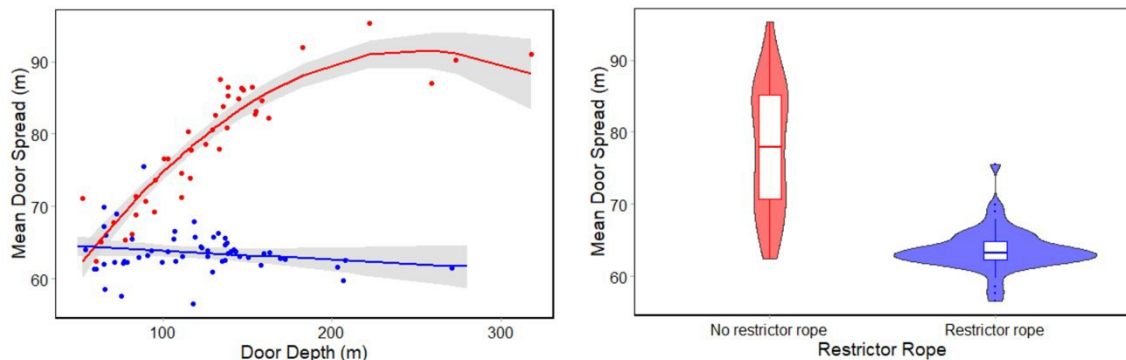 Mean Door Spread (m)
90
80
70
60
100
200
300
Door Depth (m)
Mean Door Spread (m)
90
80
70
60
No restrictor rope
Restrictor rope
Restrictor Rope